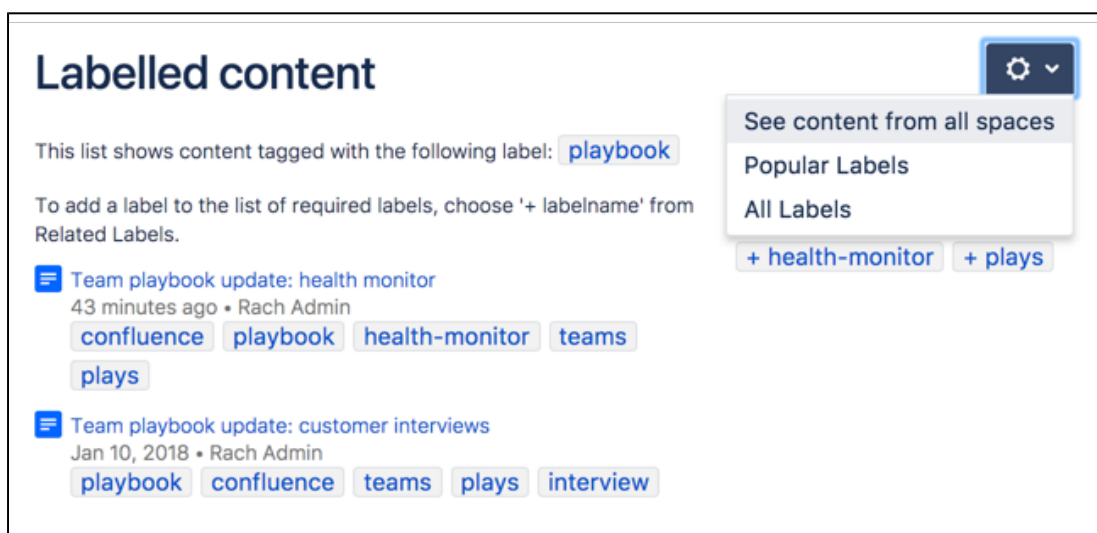 Labelled content
See content from all spaces
Popular Labels
All Labels
This list shows content tagged with the following label: playbook
To add a label to the list of required labels, choose '+ labelname' from
Related Labels.
+ health-monitor + plays
Team playbook update: health monitor
43 minutes ago • Rach Admin
confluence playbook health-monitor teams
plays
Team playbook update: customer interviews
Jan 10, 2018 • Rach Admin
playbook confluence teams plays interview